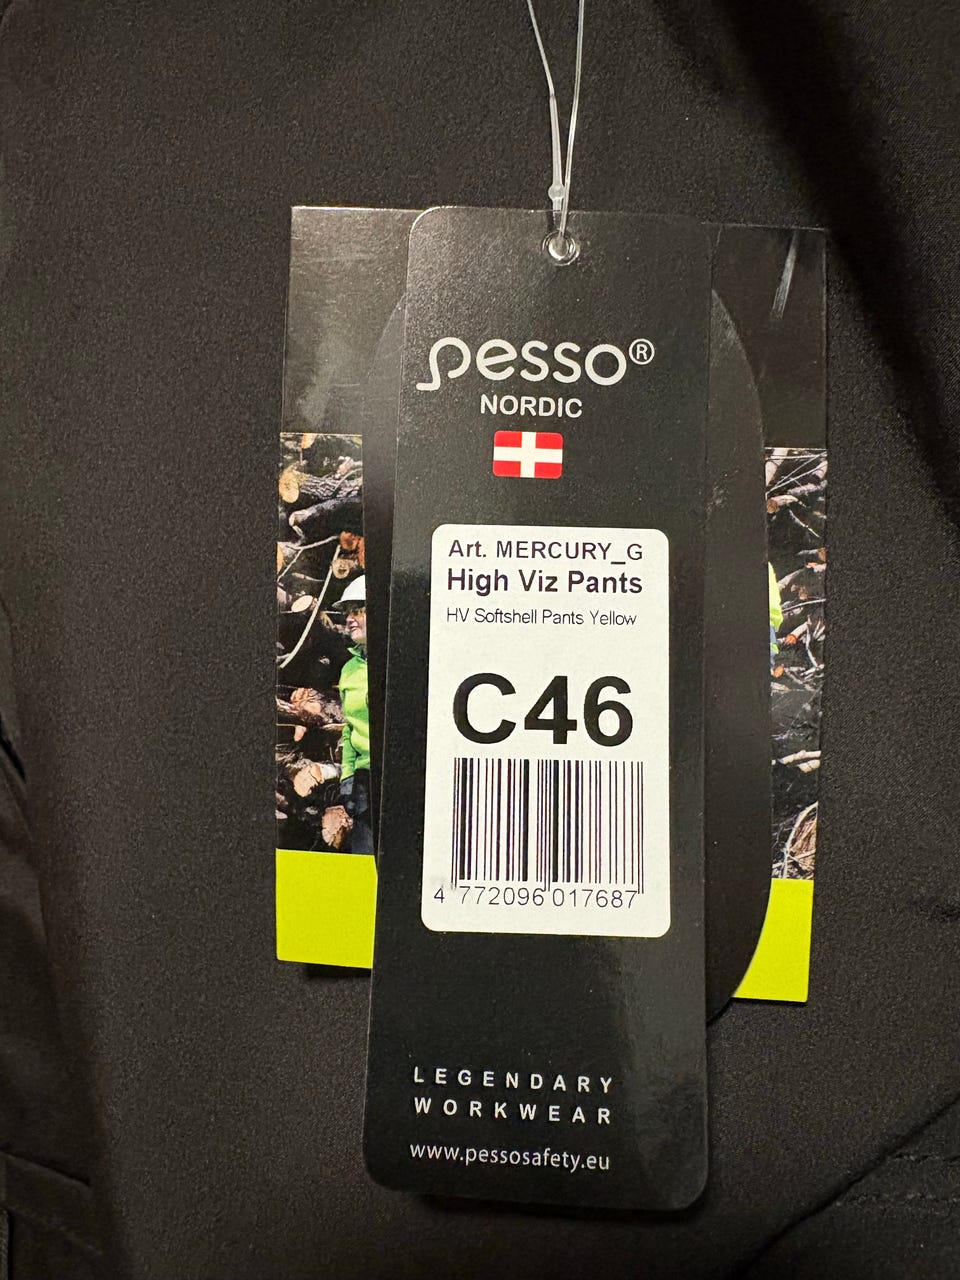 pesso®
NORDIC
Art. MERCURY_G
High Viz Pants
HV Softshell Pants Yellow
C46
4 772096 017687
LEGENDARY
WORKWEAR
www.pessosafety.eu